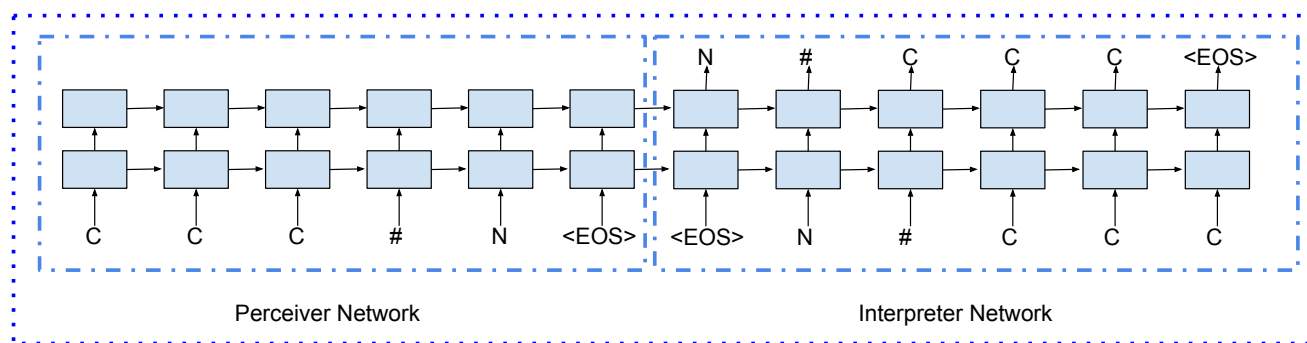 N # C C C <EOS>
C C C # N <EOS> <EOS> N # C C C
Perceiver Network Interpreter Network